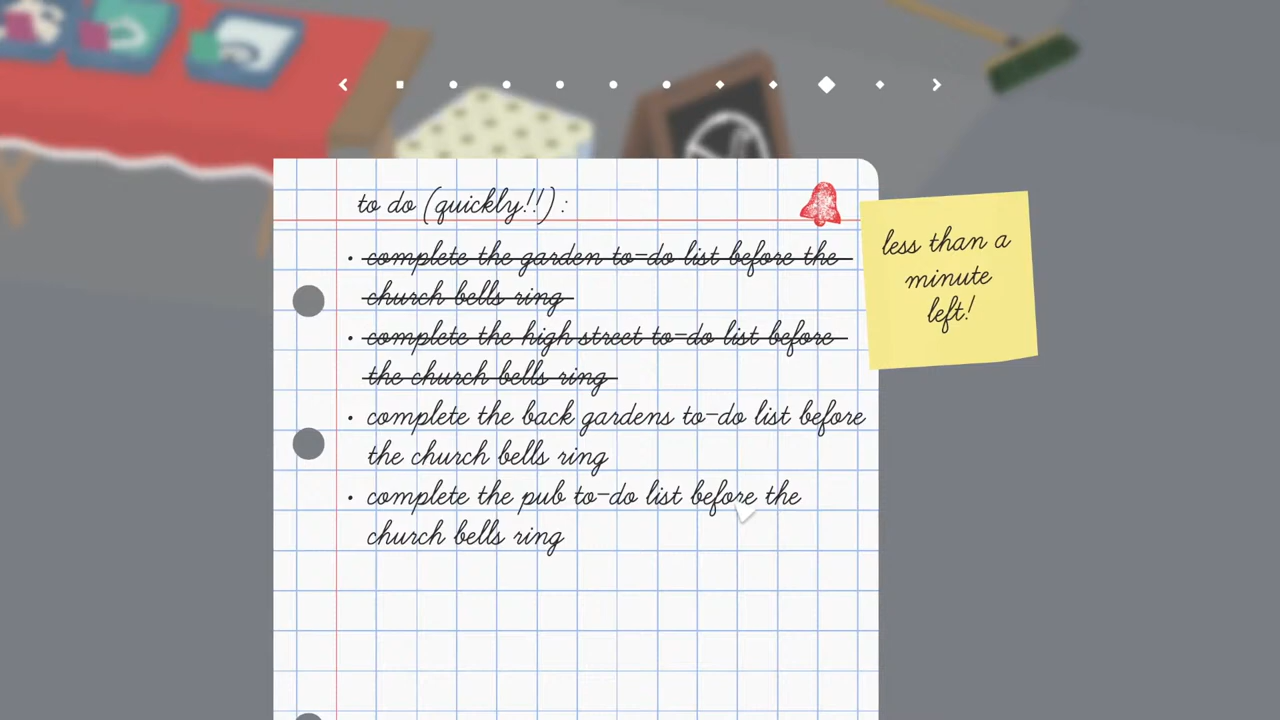 to do (quickly!!) :
• complete the garden to-do list before the
church bells ring
• complete the high street to-do list before
the church bells ring
• complete the back gardens to-do list before
the church bells ring
• complete the pub to-do list before the
church bells ring
less than a
minute
left!